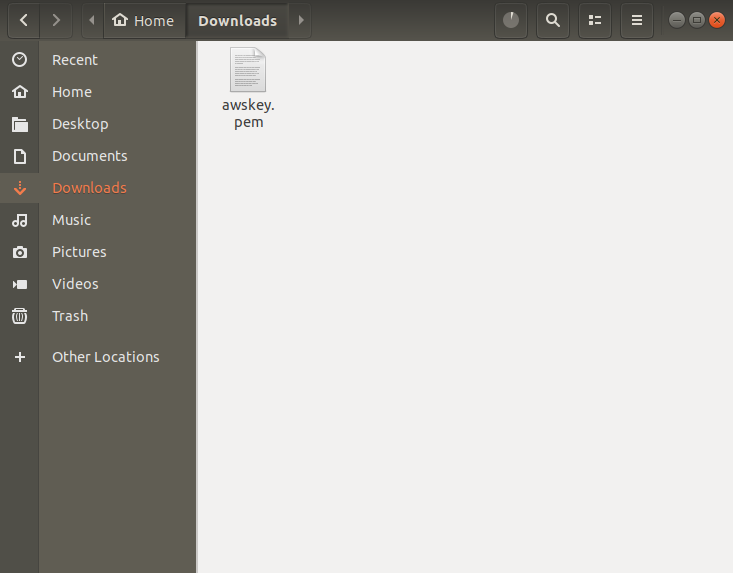 Home
Downloads
Recent
Home
Desktop
Documents
Downloads
Music
Pictures
Videos
Trash
Other Locations
awskey.
pem